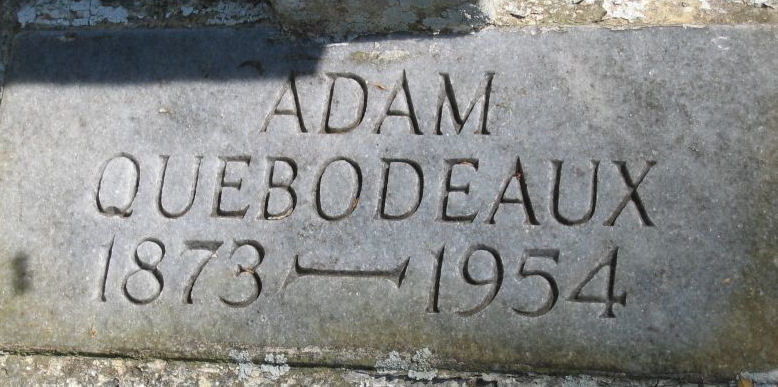 ADAM
QUEBODEAUX
1873 — 1954